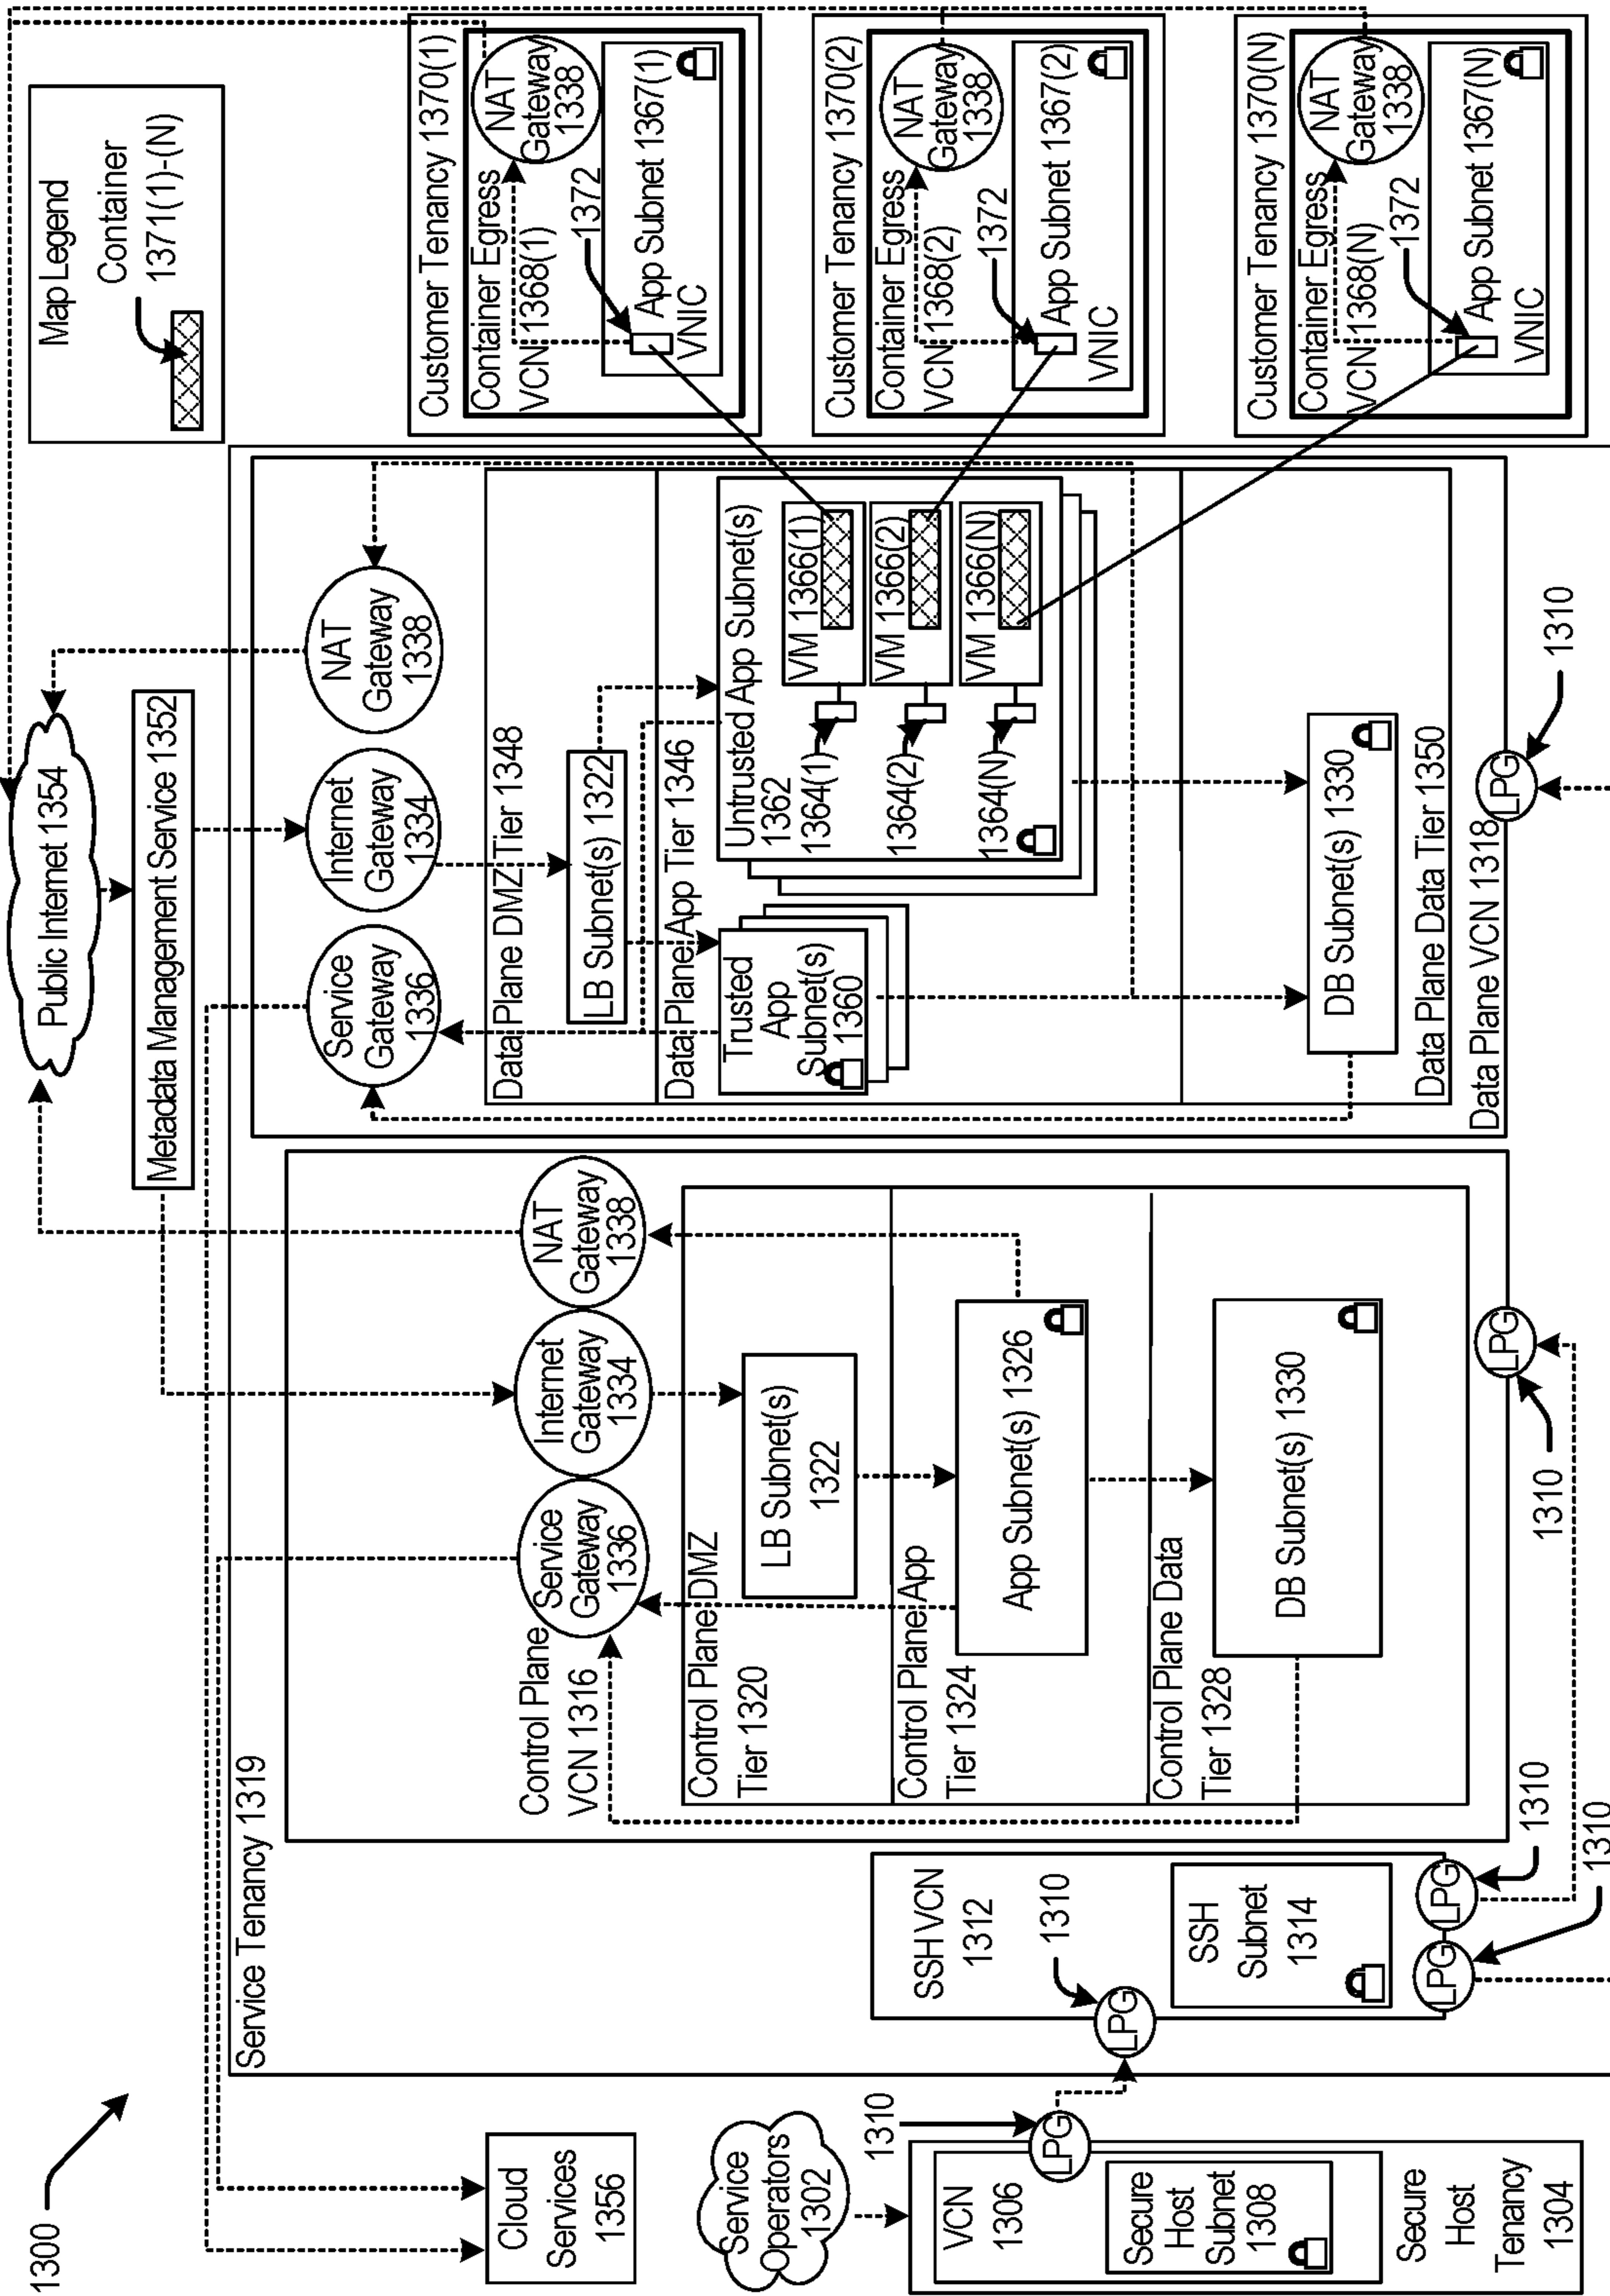 1300
Public Internet 1354
Metadata Management Service 1352
Map Legend
Container
1371(1)-(N)
Cloud
Services
1356
Service
Operators
1302
1310
LPG
VCN
1306
Secure
Host
Subnet
1308
Secure
Host
Tenancy
1304
Service Tenancy 1319
SSH VCN
1312
1310
LPG
SSH
Subnet
1314
LPG
LPG
1310
1310
Control Plane
VCN 1316
Service
Gateway
1336
Internet
Gateway
1334
NAT
Gateway
1338
Control Plane DMZ
Tier 1320
LB Subnet(s)
1322
Control Plane App
Tier 1324
App Subnet(s) 1326
Control Plane Data
Tier 1328
DB Subnet(s) 1330
LPG
1310
Service
Gateway
1336
Internet
Gateway
1334
NAT
Gateway
1338
Data Plane DMZ Tier 1348
LB Subnet(s) 1322
Data Plane App Tier 1346
Trusted
App
Subnet(s)
1360
Untrusted App Subnet(s)
1362
1364(1)
VM 1366(1)
1364(2)
VM 1366(2)
1364(N)
VM 1366(N)
DB Subnet(s) 1330
Data Plane Data Tier 1350
Data Plane VCN 1318
LPG
1310
Customer Tenancy 1370(1)
Container Egress
VCN 1368(1)
NAT
Gateway
1338
1372
App Subnet 1367(1)
VNIC
Customer Tenancy 1370(2)
Container Egress
VCN 1368(2)
NAT
Gateway
1338
1372
App Subnet 1367(2)
VNIC
Customer Tenancy 1370(N)
Container Egress
VCN 1368(N)
NAT
Gateway
1338
1372
App Subnet 1367(N)
VNIC